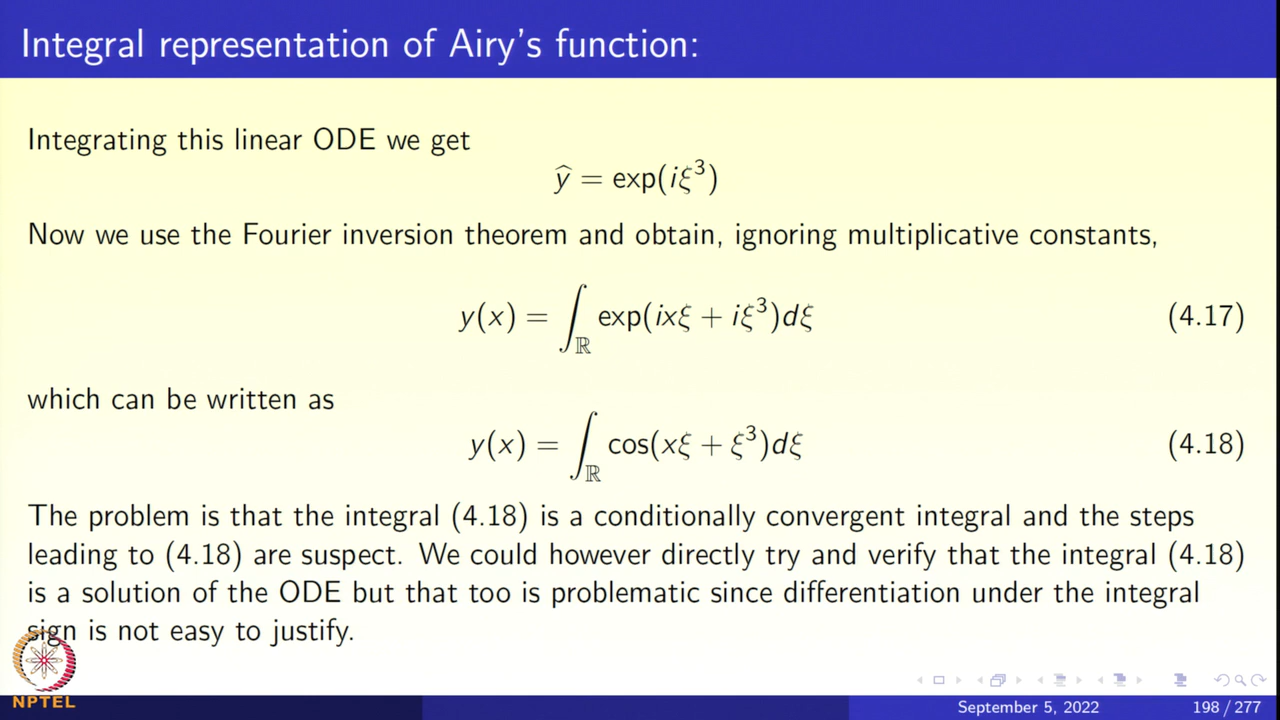 Integral representation of Airy's function:
Integrating this linear ODE we get
ŷ = exp(iξ³)
Now we use the Fourier inversion theorem and obtain, ignoring multiplicative constants,
y(x) = ∫_ℝ exp(ixξ + iξ³)dξ (4.17)
which can be written as
y(x) = ∫_ℝ cos(xξ + ξ³)dξ (4.18)
The problem is that the integral (4.18) is a conditionally convergent integral and the steps
leading to (4.18) are suspect. We could however directly try and verify that the integral (4.18)
is a solution of the ODE but that too is problematic since differentiation under the integral
sign is not easy to justify.
NPTEL
September 5, 2022 198 / 277